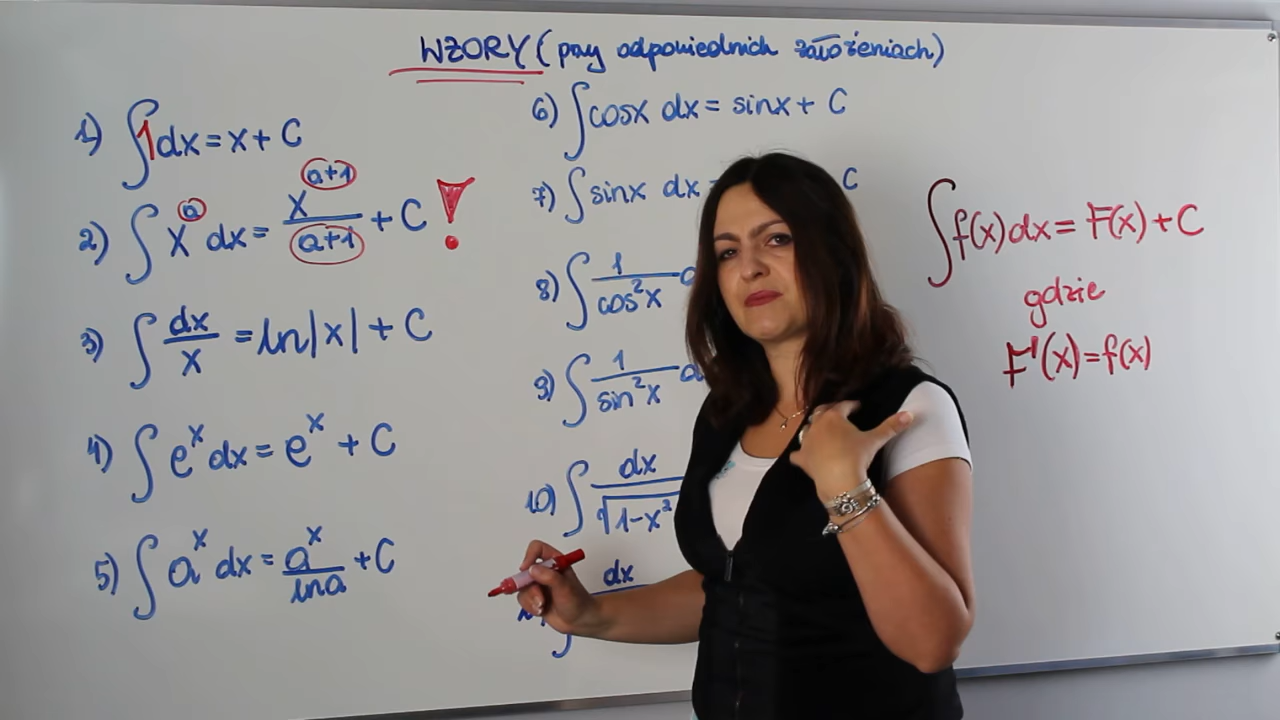 WZORY (przy odpowiednich założeniach)
1) ∫1dx = x + C
2) ∫x^a dx = x^(a+1)/(a+1) + C !
3) ∫dx/x = ln|x| + C
4) ∫e^x dx = e^x + C
5) ∫a^x dx = a^x/lna + C
6) ∫cosx dx = sinx + C
7) ∫sinx dx = C
8) ∫1/cos²x
9) ∫1/sin²x
10) ∫dx/√1-x²
∫dx
∫f(x)dx = F(x) + C
gdzie
F'(x) = f(x)